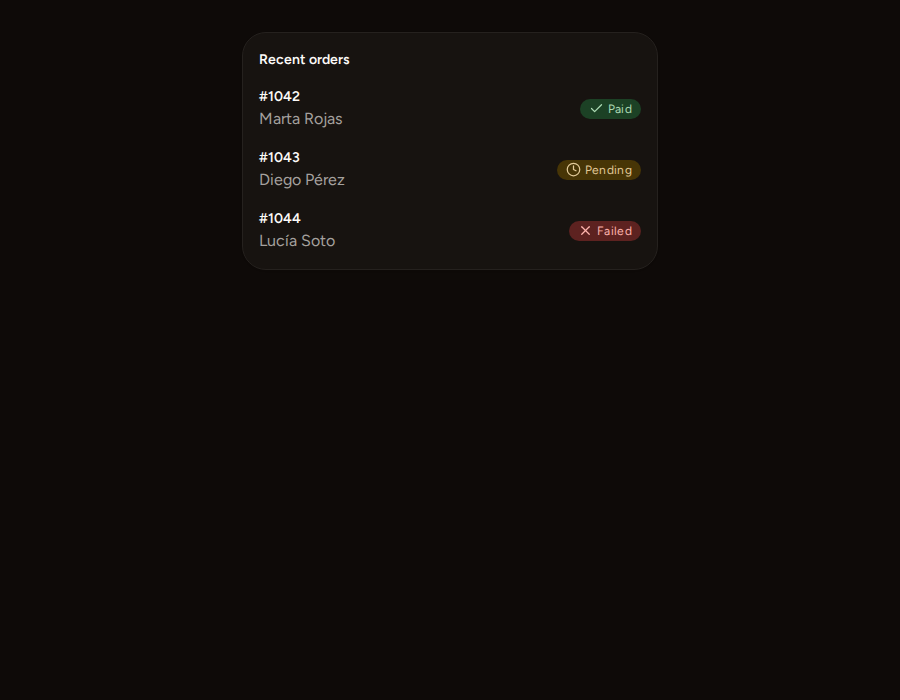 Recent orders
#1042
Marta Rojas
Paid
#1043
Diego Pérez
Pending
#1044
Lucía Soto
Failed